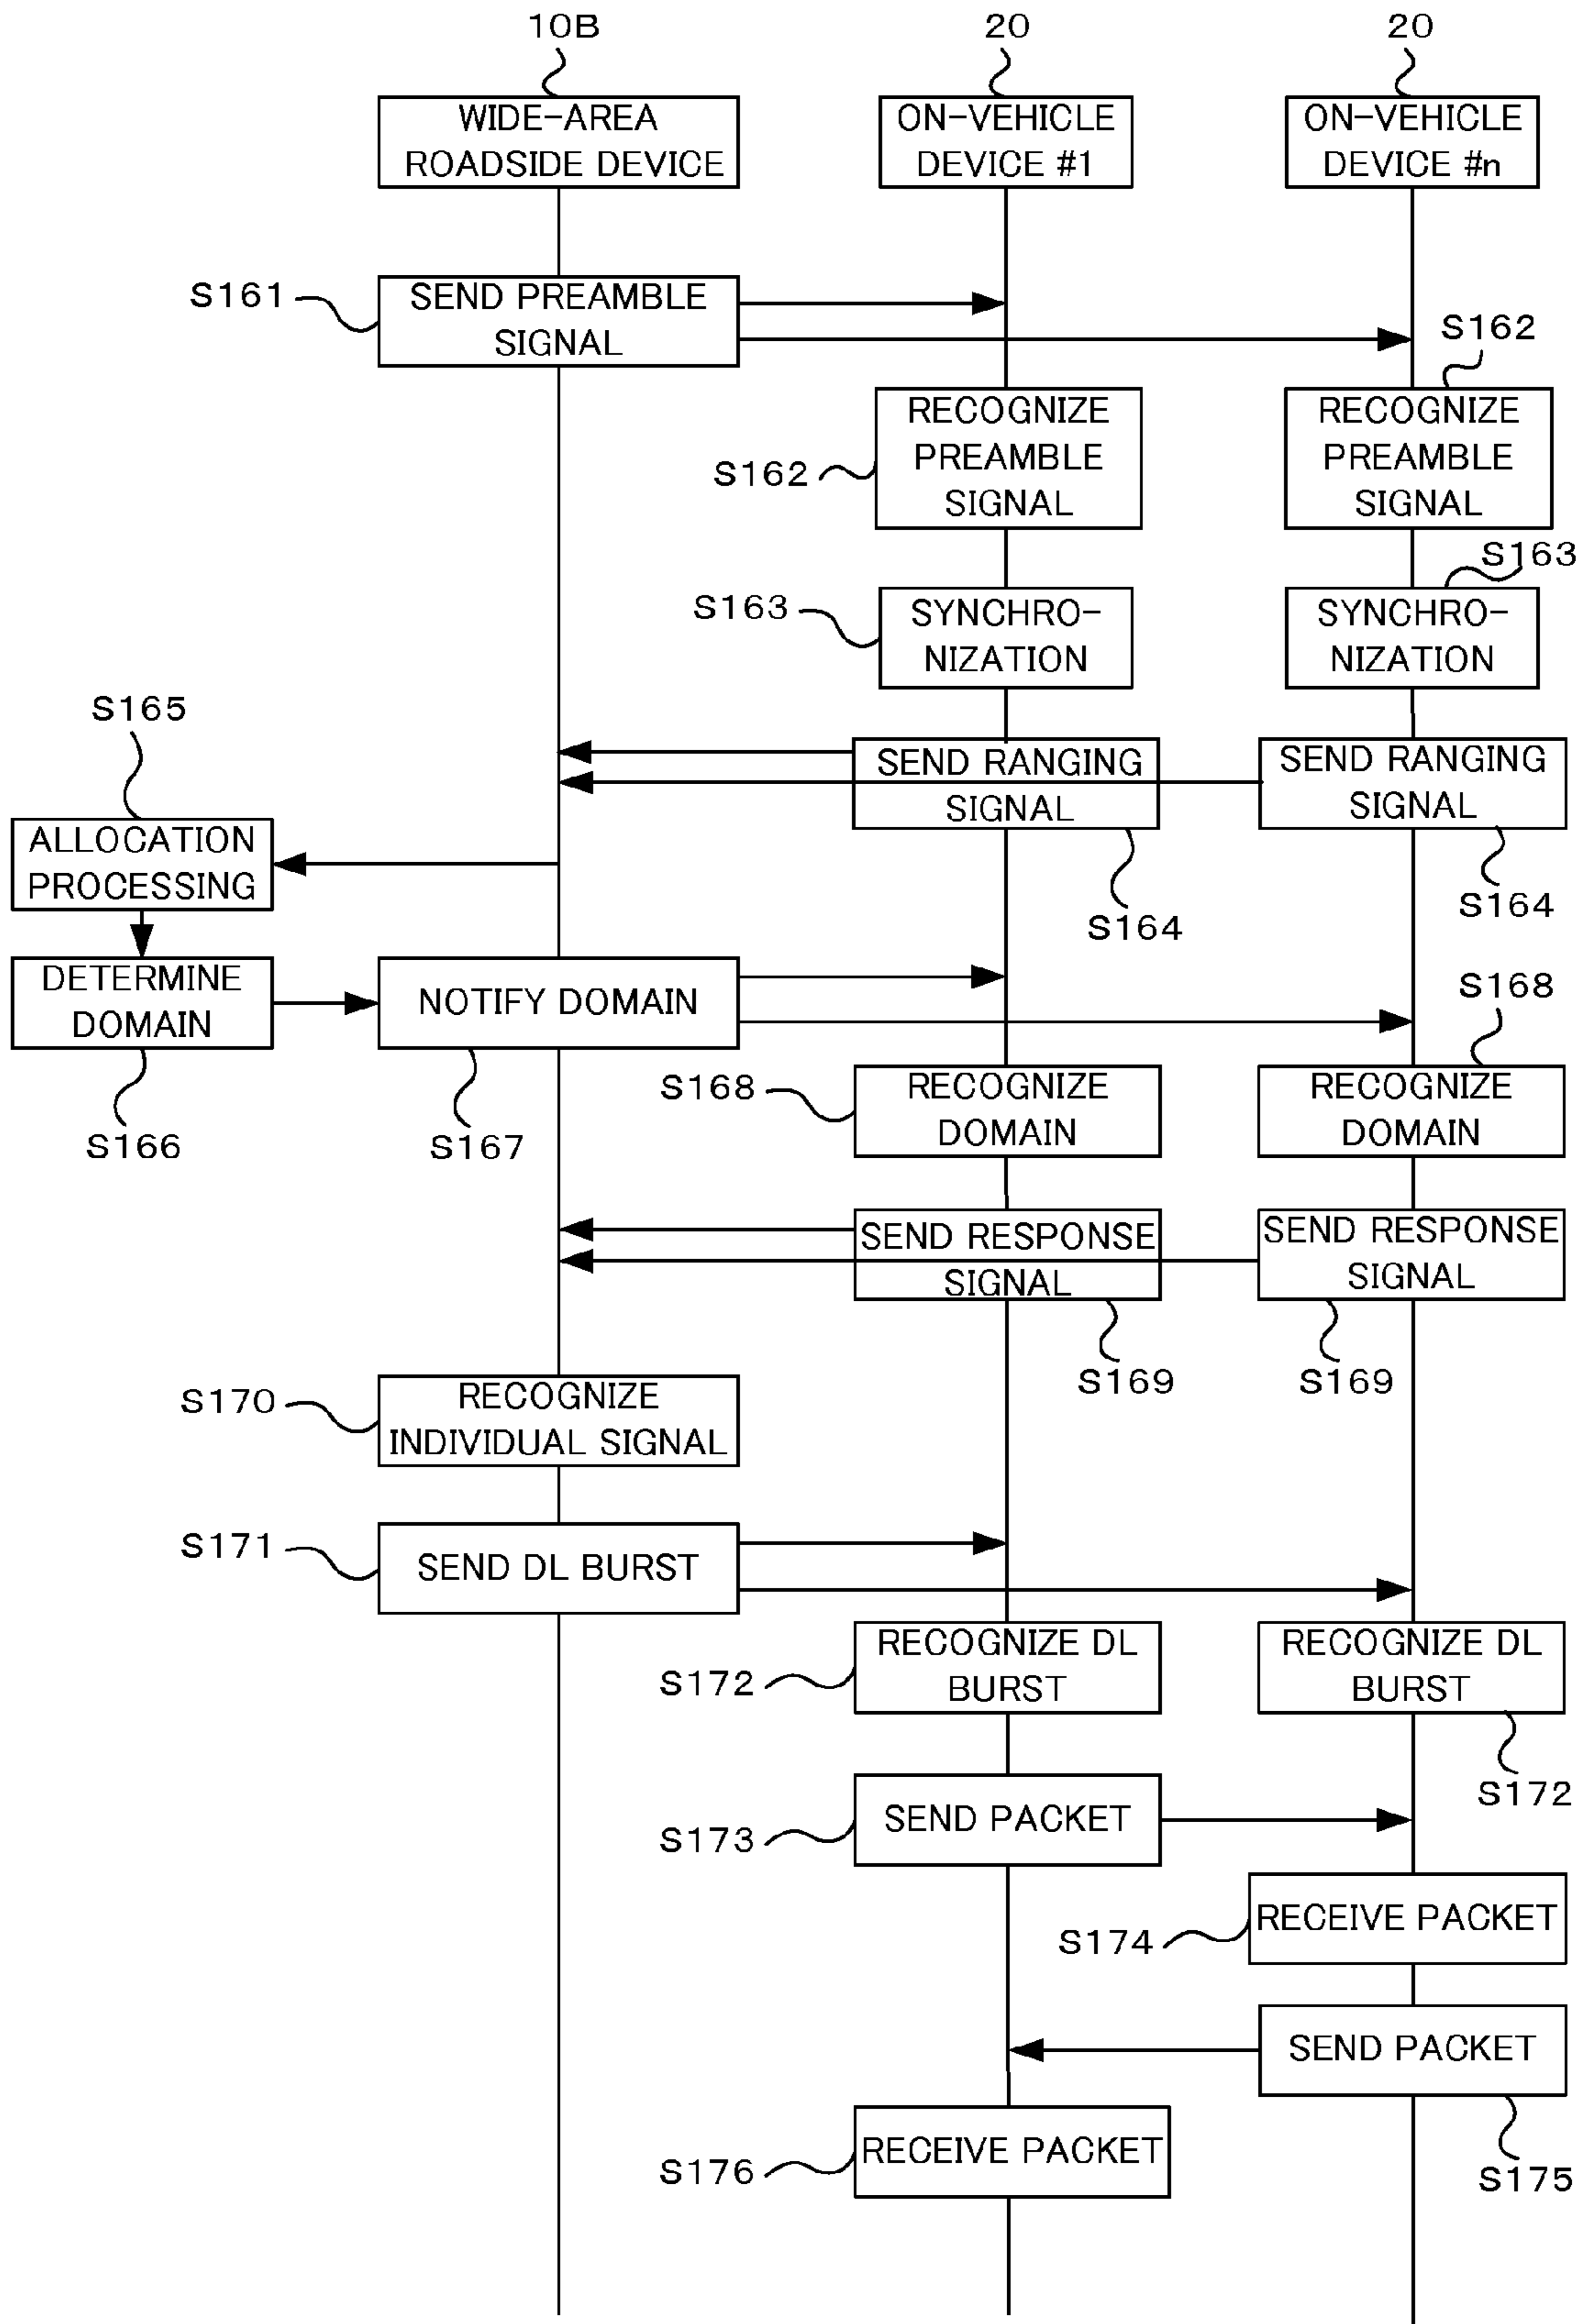 10B
20
20
WIDE-AREA
ROADSIDE DEVICE
ON-VEHICLE
DEVICE #1
ON-VEHICLE
DEVICE #n
S161
SEND PREAMBLE
SIGNAL
S162
RECOGNIZE
PREAMBLE
SIGNAL
S162
RECOGNIZE
PREAMBLE
SIGNAL
S163
S163
SYNCHRO-
NIZATION
SYNCHRO-
NIZATION
S165
SEND RANGING
SIGNAL
SEND RANGING
SIGNAL
ALLOCATION
PROCESSING
S164
S164
DETERMINE
DOMAIN
NOTIFY DOMAIN
S168
S166
S167
S168
RECOGNIZE
DOMAIN
RECOGNIZE
DOMAIN
SEND RESPONSE
SIGNAL
SEND RESPONSE
SIGNAL
S169
S169
S170
RECOGNIZE
INDIVIDUAL SIGNAL
S171
SEND DL BURST
S172
RECOGNIZE DL
BURST
RECOGNIZE DL
BURST
S172
S173
SEND PACKET
S174
RECEIVE PACKET
SEND PACKET
S175
S176
RECEIVE PACKET